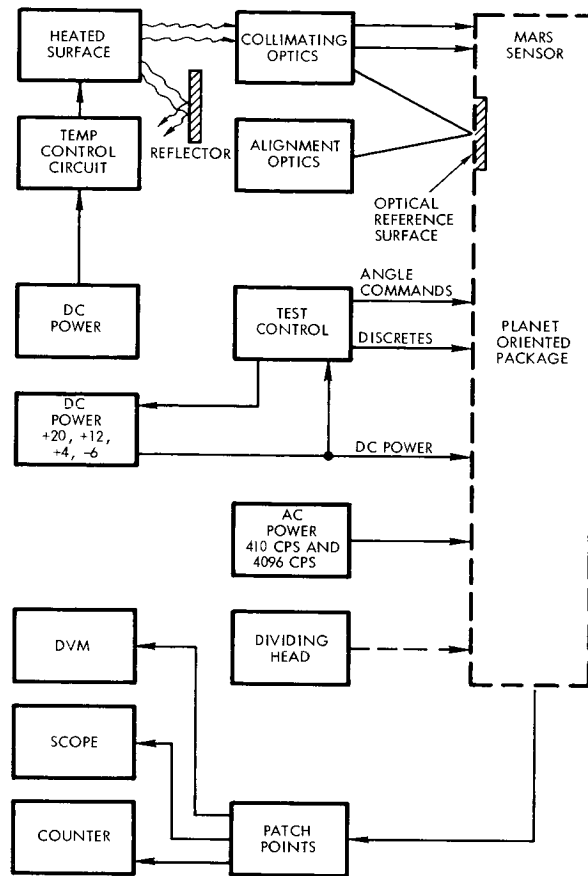 HEATED
SURFACE
COLLIMATING
OPTICS
MARS
SENSOR
TEMP
CONTROL
CIRCUIT
REFLECTOR
ALIGNMENT
OPTICS
OPTICAL
REFERENCE
SURFACE
DC
POWER
TEST
CONTROL
ANGLE
COMMANDS
DISCRETES
PLANET
ORIENTED
PACKAGE
DC
POWER
+20, +12,
+4, -6
DC POWER
AC
POWER
410 CPS AND
4096 CPS
DVM
DIVIDING
HEAD
SCOPE
COUNTER
PATCH
POINTS